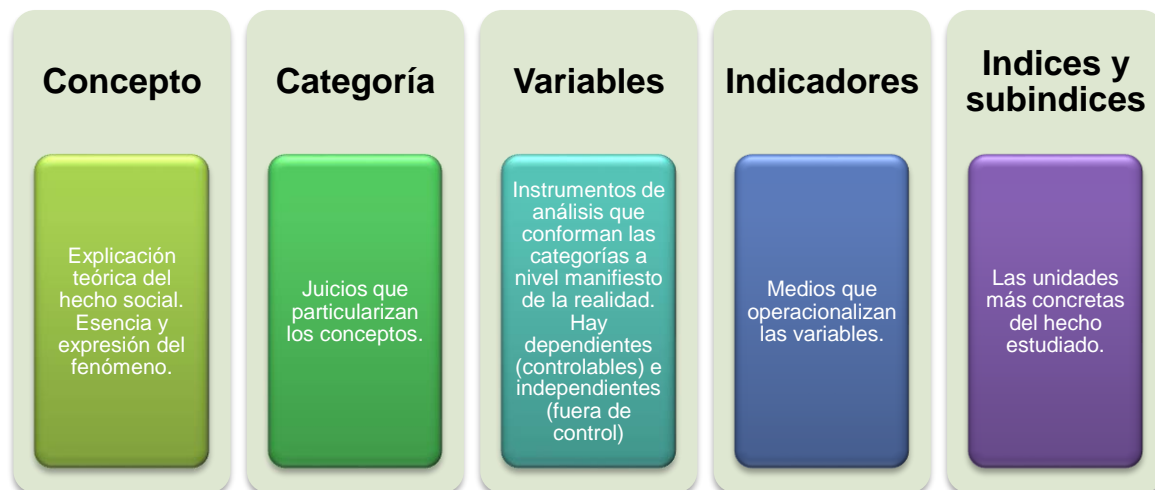 Concepto
Explicación
teórica del
hecho social.
Esencia y
expresión del
fenómeno.
Categoría
Juicios que
particularizan
los conceptos.
Variables
Instrumentos de
análisis que
conforman las
categorías a
nivel manifiesto
de la realidad.
Hay
dependientes
(controlables) e
independientes
(fuera de
control)
Indicadores
Medios que
operacionalizan
las variables.
Indices y
subindices
Las unidades
más concretas
del hecho
estudiado.